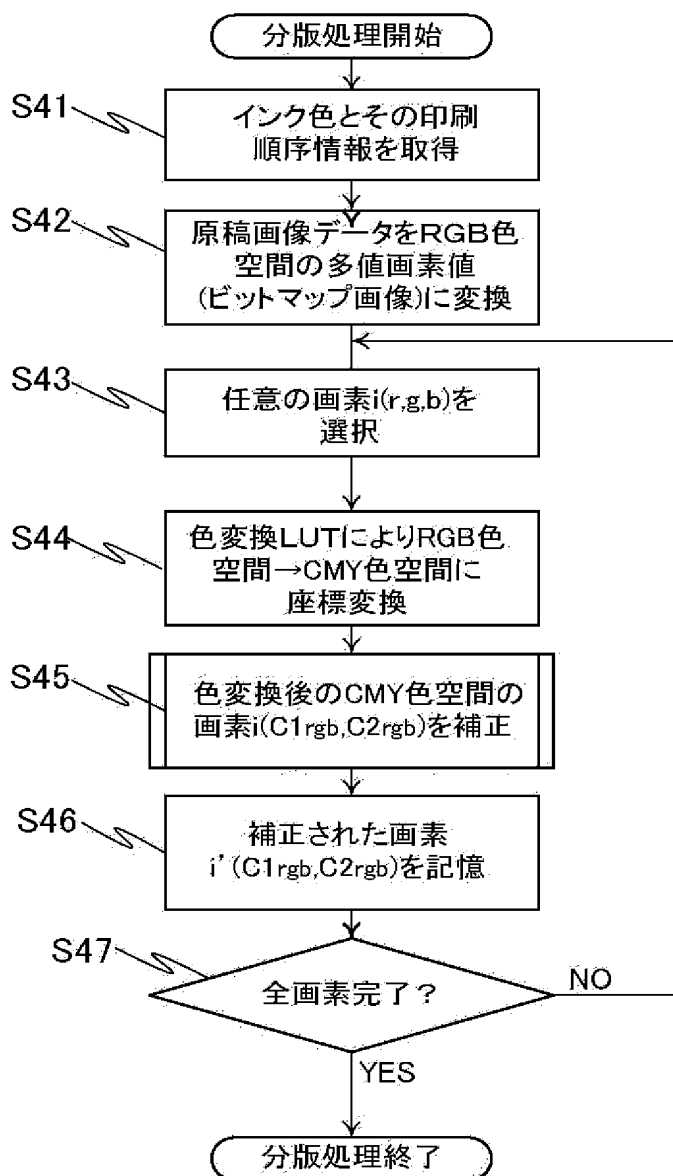 分版処理開始
S41
インク色とその印刷
順序情報を取得
S42
原稿画像データをRGB色
空間の多値画素値
(ビットマップ画像)に変換
S43
任意の画素i(r,g,b)を
選択
S44
色変換LUTによりRGB色
空間→CMY色空間に
座標変換
S45
色変換後のCMY色空間の
画素i(C1rgb,C2rgb)を補正
S46
補正された画素
i'(C1rgb,C2rgb)を記憶
S47
全画素完了？
NO
YES
分版処理終了